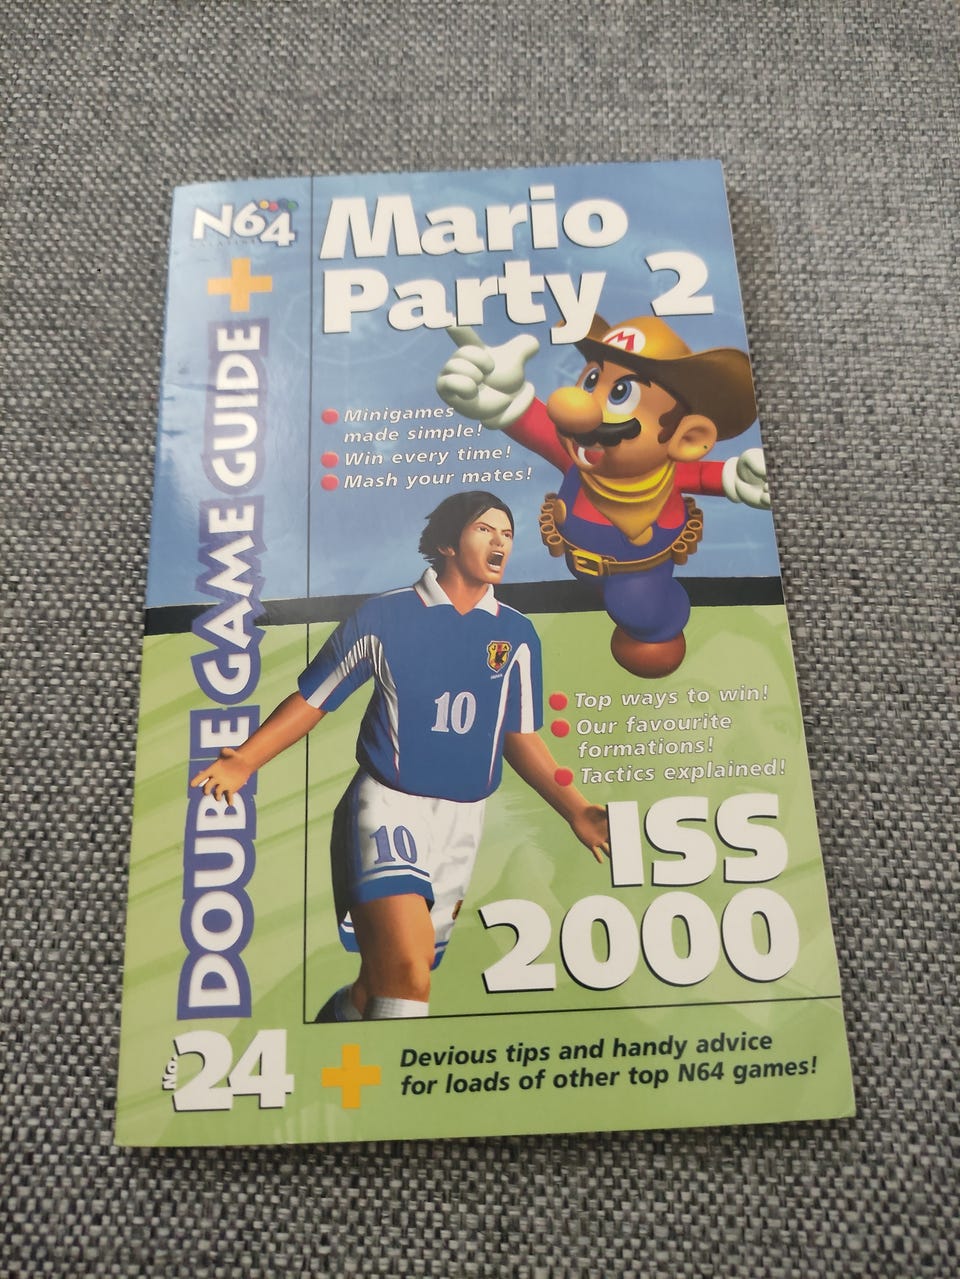 N64
MAGAZINE
+
DOUBLE GAME GUIDE
Mario
Party 2
M
Minigames
made simple!
Win every time!
Mash your mates!
10
10
Top ways to win!
Our favourite
formations!
Tactics explained!
ISS
2000
No. 24
+
Devious tips and handy advice
for loads of other top N64 games!